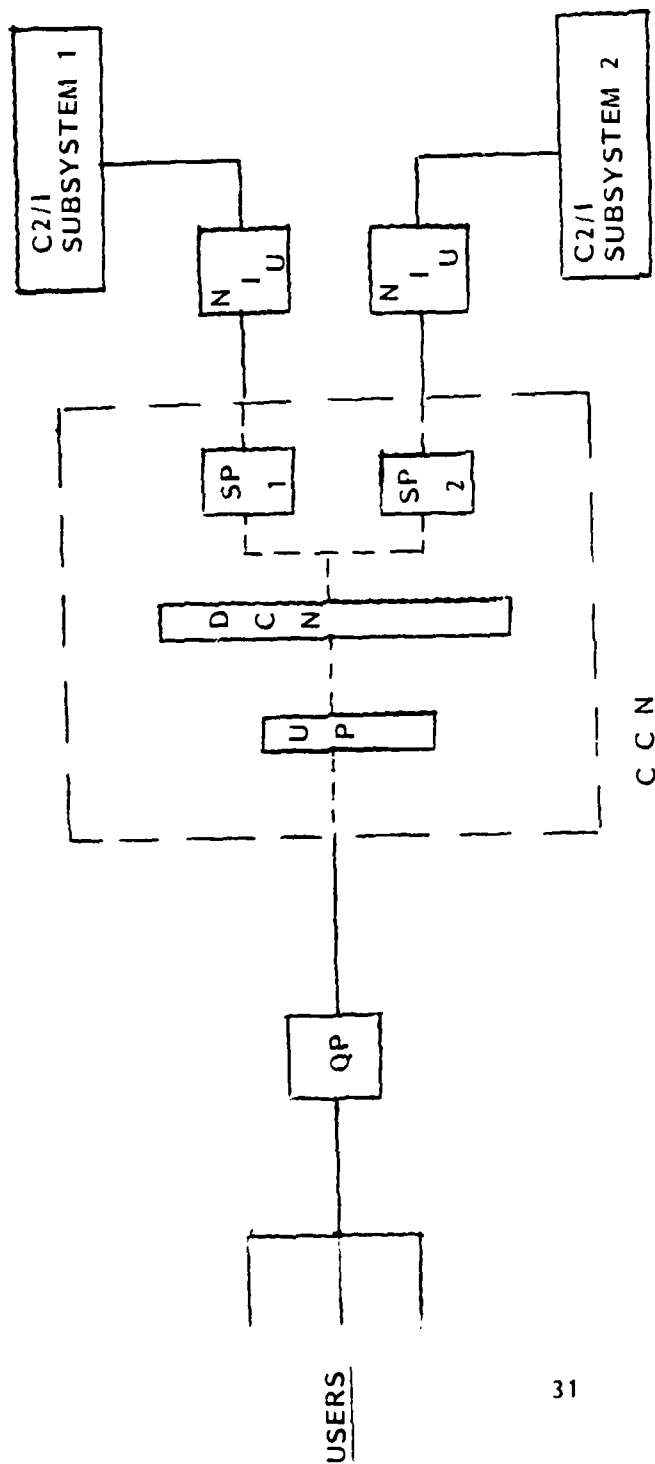 C2/I
SUBSYSTEM 1
C2/I
SUBSYSTEM 2
N
I
U
N
I
U
SP
1
SP
2
D
C
N
U
P
C C N
QP
USERS
31